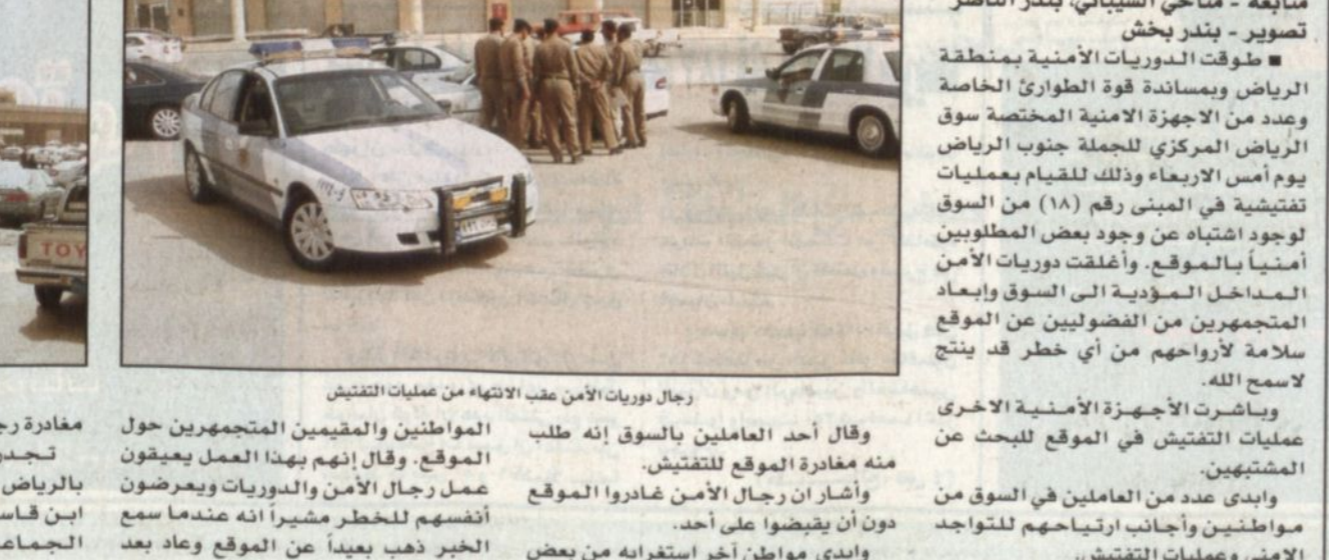 متابعة - مناحي الشيباني، بندر الناصر
تصوير - بندر بخش
■ طوقت الدوريات الأمنية بمنطقة
الرياض وبمساندة قوة الطوارئ الخاصة
وعدد من الاجهزة الامنية المختصة سوق
الرياض المركزي للجملة جنوب الرياض
يوم أمس الاربعاء وذلك للقيام بعمليات
تفتيشية في المبنى رقم (١٨) من السوق
لوجود اشتباه عن وجود بعض المطلوبين
أمنياً بالموقع. وأغلقت دوريات الأمن
المداخل المؤدية الى السوق وإبعاد
المتجمهرين من الفضوليين عن الموقع
سلامة لأرواحهم من أي خطر قد ينتج
لاسمح الله.
وباشرت الأجهزة الأمنية الاخرى
عمليات التفتيش في الموقع للبحث عن
المشتبهين.
وابدى عدد من العاملين في السوق من
مواطنين وأجانب ارتياحهم للتواجد
الامني وعمليات التفتيش.
رجال دوريات الأمن عقب الانتهاء من عمليات التفتيش
وقال أحد العاملين بالسوق إنه طلب
منه مغادرة الموقع للتفتيش.
وأشار ان رجال الأمن غادروا الموقع
دون أن يقبضوا على أحد.
وابدى مواطن آخر استغرابه من بعض
المواطنين والمقيمين المتجمهرين حول
الموقع. وقال إنهم بهذا العمل يعيقون
عمل رجال الأمن والدوريات ويعرضون
أنفسهم للخطر مشيراً انه عندما سمع
الخبر ذهب بعيداً عن الموقع وعاد بعد
مغادرة
بالرياض
ابن
TOY